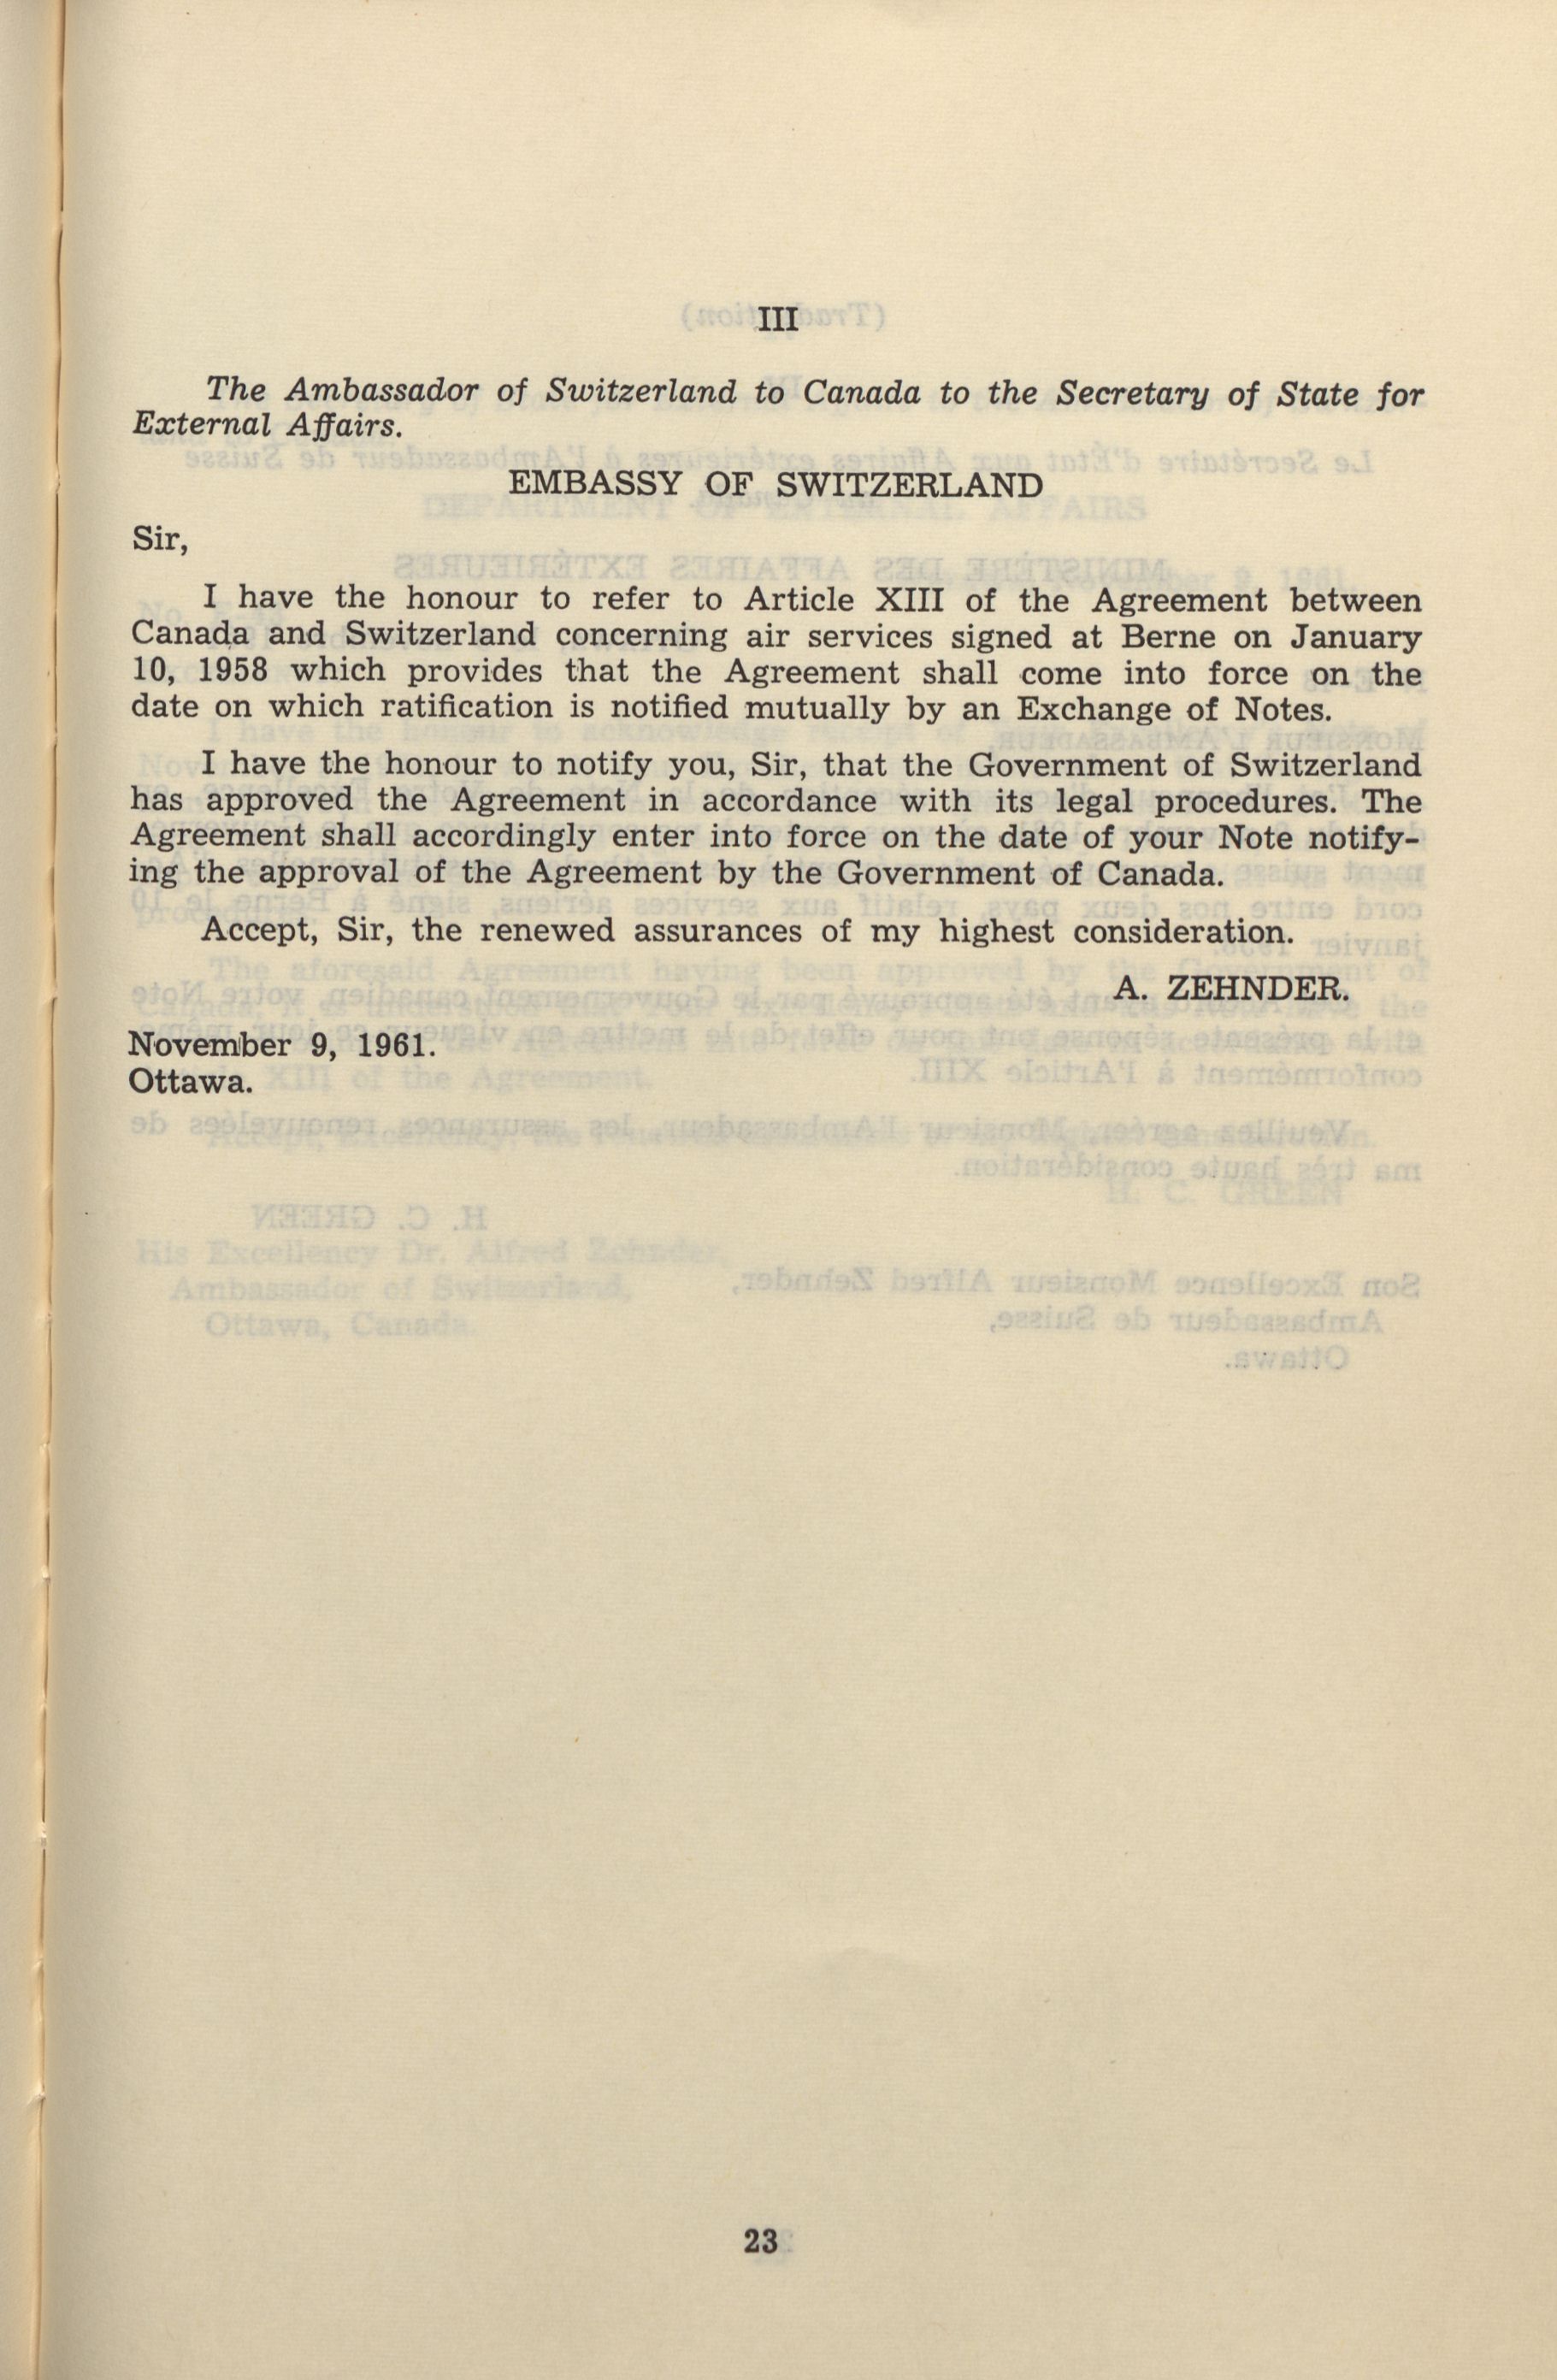 III
The Ambassador of Switzerland to Canada to the Secretary of State for
External Affairs.
EMBASSY OF SWITZERLAND
Sir,
I have the honour to refer to Article XIII of the Agreement between
Canada and Switzerland concerning air services signed at Berne on January
10, 1958 which provides that the Agreement shall come into force on the
date on which ratification is notified mutually by an Exchange of Notes.
I have the honour to notify you, Sir, that the Government of Switzerland
has approved the Agreement in accordance with its legal procedures. The
Agreement shall accordingly enter into force on the date of your Note notify-
ing the approval of the Agreement by the Government of Canada.
Accept, Sir, the renewed assurances of my highest consideration.
A. ZEHNDER.
November 9, 1961.
Ottawa.
23